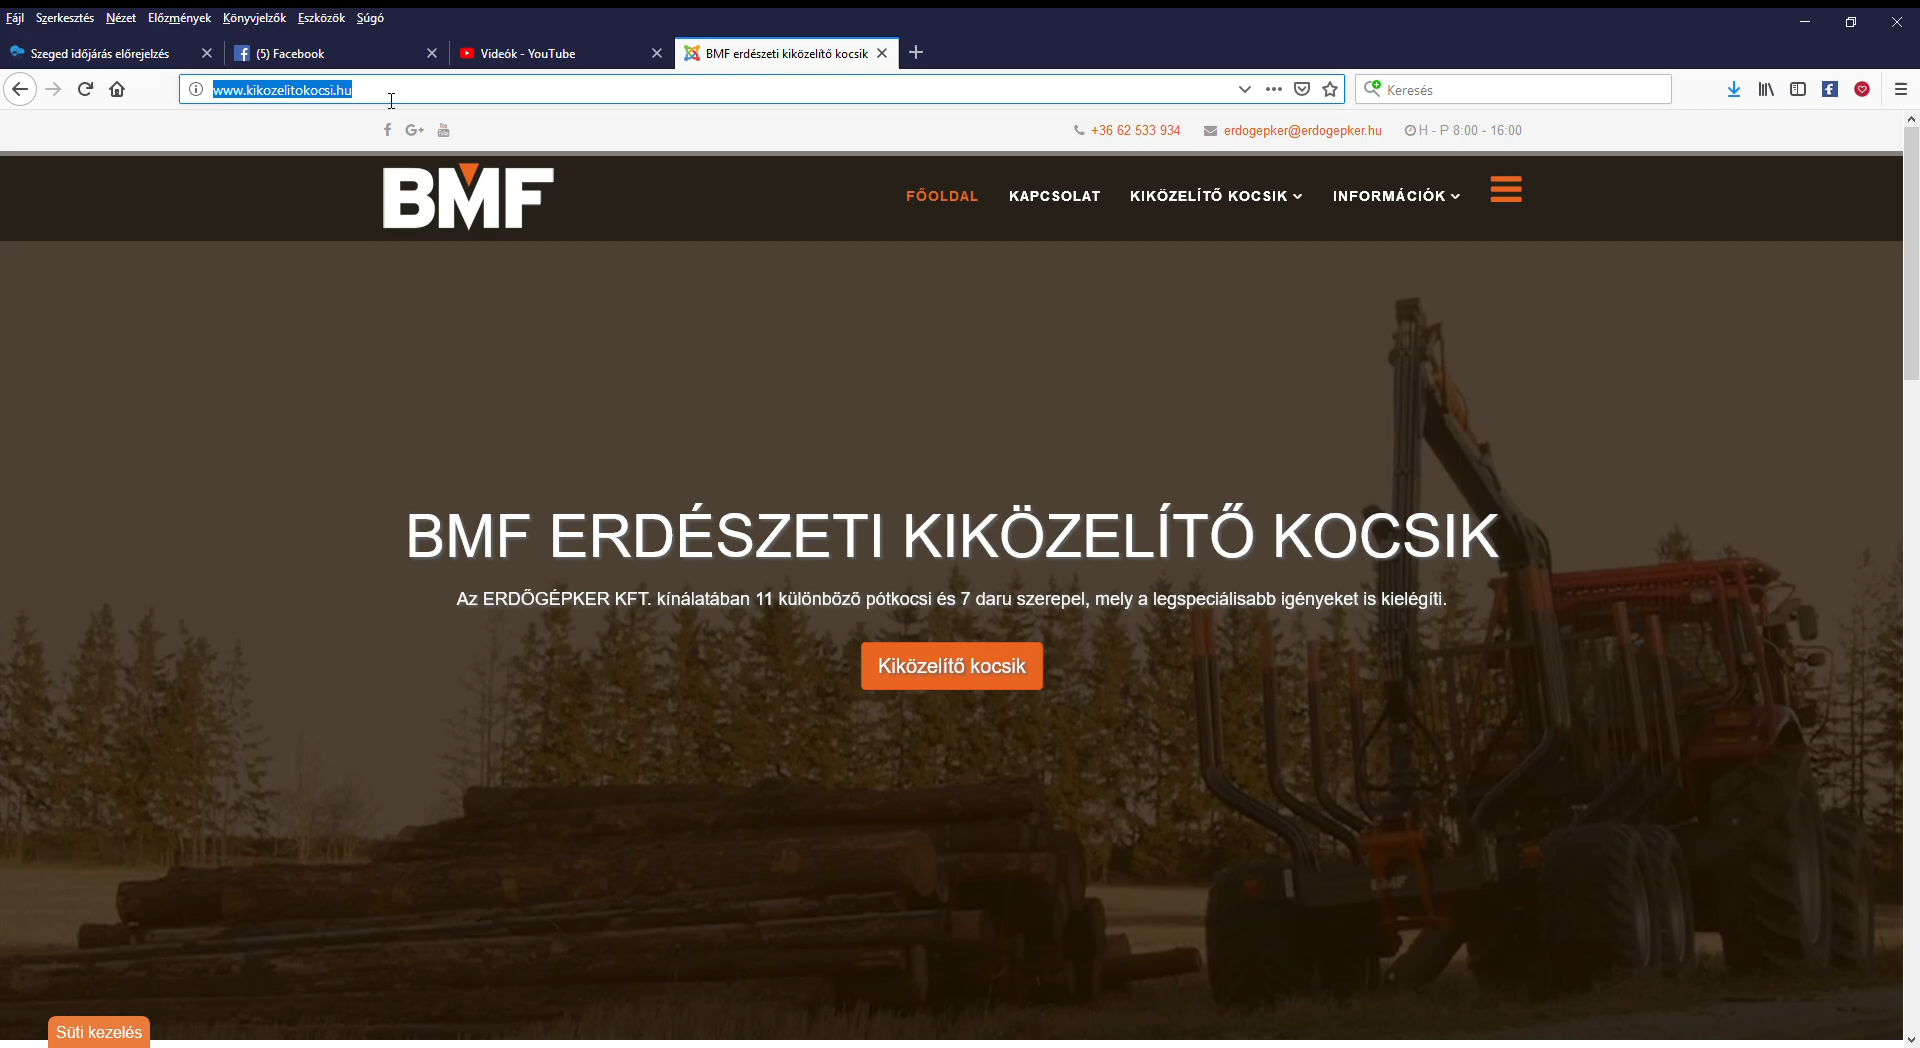 Fájl Szerkesztés Nézet Előzmények Könyvjelzők Eszközök Súgó
Szeged időjárás előrejelzés
(5) Facebook
Videók - YouTube
BMF erdészeti kiközelítő kocsik
www.kikozelitokocsi.hu
Keresés
+36 62 533 934
erdogepker@erdogepker.hu
H - P 8:00 - 16:00
BMF
FŐOLDAL
KAPCSOLAT
KIKÖZELÍTŐ KOCSIK
INFORMÁCIÓK
BMF ERDÉSZETI KIKÖZELÍTŐ KOCSIK
Az ERDŐGÉPKER KFT. kínálatában 11 különböző pótkocsi és 7 daru szerepel, mely a legspeciálisabb igényeket is kielégíti.
Kiközelítő kocsik
BMF
Süti kezelés